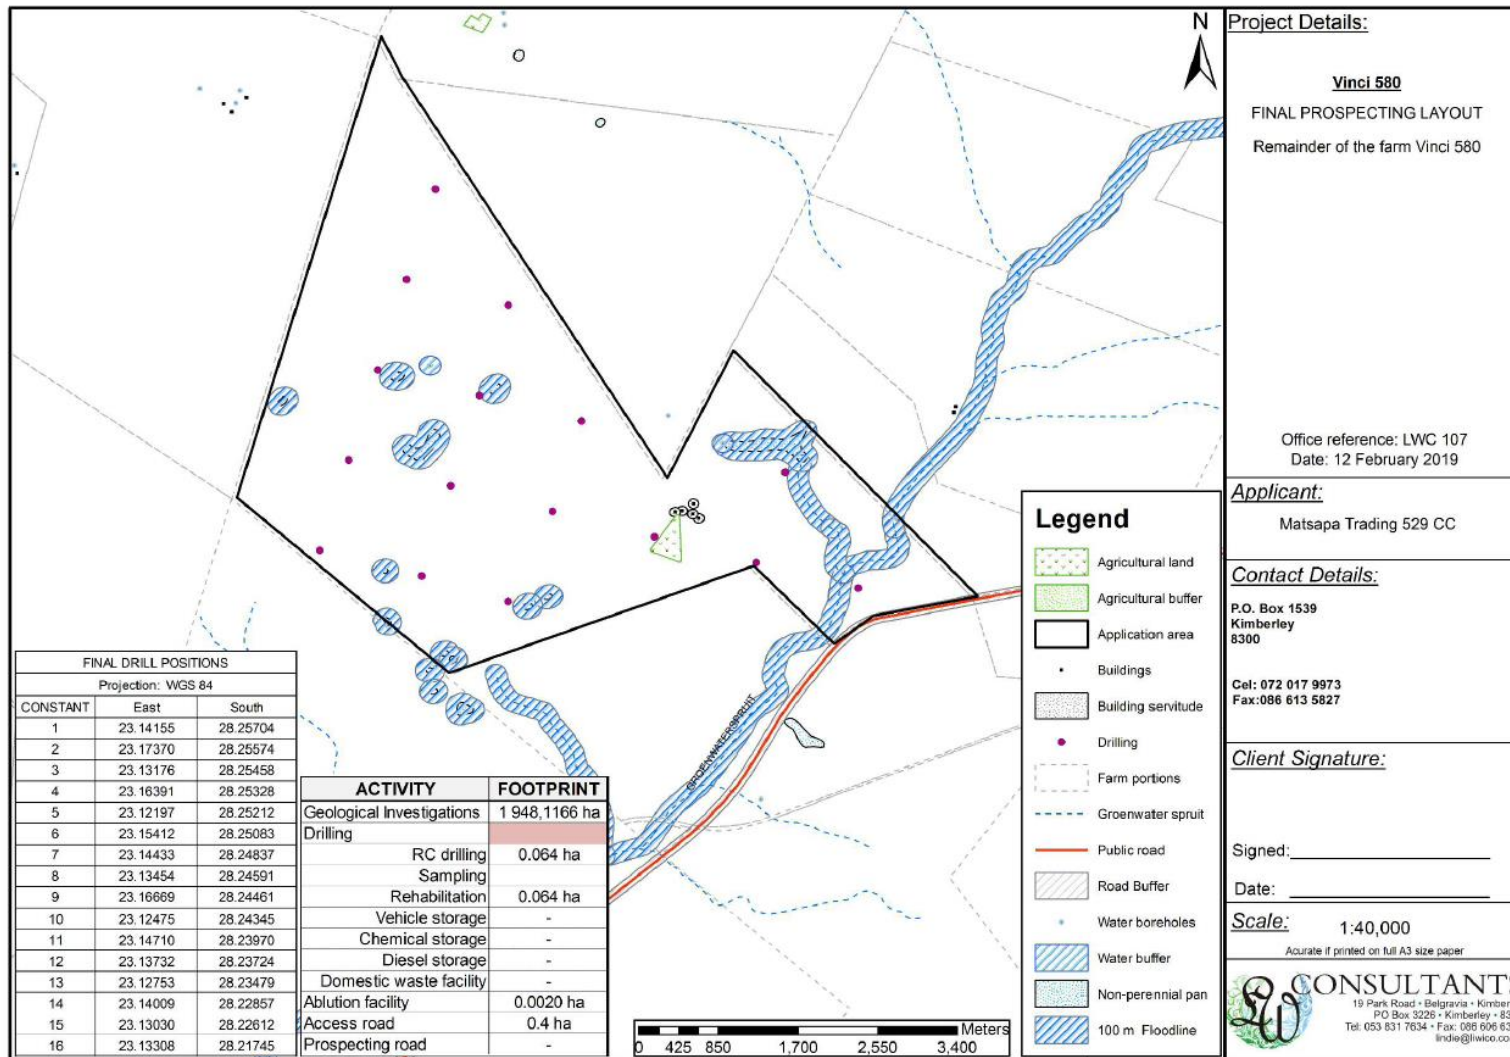 N
Project Details:
Vinci 580
FINAL PROSPECTING LAYOUT
Remainder of the farm Vinci 580
Office reference: LWC 107
Date: 12 February 2019
Applicant:
Matsapa Trading 529 CC
Contact Details:
P.O. Box 1539
Kimberley
8300
Cel: 072 017 9973
Fax:086 613 5827
Client Signature:
Signed:
Date:
Scale: 1:40,000
Acurate if printed on full A3 size paper
LW CONSULTANTS
19 Park Road • Belgravia • Kimber
PO Box 3226 • Kimberley • 83
Tel: 053 831 7634 • Fax: 086 606 63
lindie@liwico.co
Legend
Agricultural land
Agricultural buffer
Application area
Buildings
Building servitude
Drilling
Farm portions
Groenwater spruit
Public road
Road Buffer
Water boreholes
Water buffer
Non-perennial pan
100 m Floodline
GROENWATERSPRUIT
FINAL DRILL POSITIONS
Projection: WGS 84
CONSTANT East South
1 23.14155 28.25704
2 23.17370 28.25574
3 23.13176 28.25458
4 23.16391 28.25328
5 23.12197 28.25212
6 23.15412 28.25083
7 23.14433 28.24837
8 23.13454 28.24591
9 23.16669 28.24461
10 23.12475 28.24345
11 23.14710 28.23970
12 23.13732 28.23724
13 23.12753 28.23479
14 23.14009 28.22857
15 23.13030 28.22612
16 23.13308 28.21745
ACTIVITY FOOTPRINT
Geological Investigations 1 948,1166 ha
Drilling
RC drilling 0.064 ha
Sampling
Rehabilitation 0.064 ha
Vehicle storage -
Chemical storage -
Diesel storage -
Domestic waste facility -
Ablution facility 0.0020 ha
Access road 0.4 ha
Prospecting road -
Meters
0 425 850 1,700 2,550 3,400